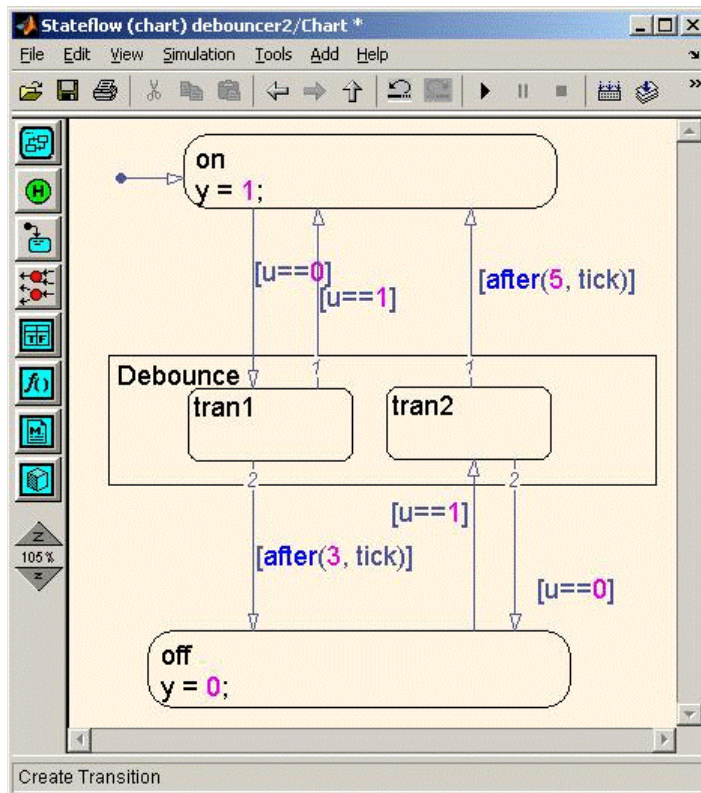 Stateflow (chart) debouncer2/Chart *
File Edit View Simulation Tools Add Help
H
on
y = 1;
[u==0]
[u==1]
[after(5, tick)]
1
1
Debounce
tran1
tran2
2
2
[u==1]
[after(3, tick)]
[u==0]
off
y = 0;
TF
f()
M
Z
105%
z
Create Transition